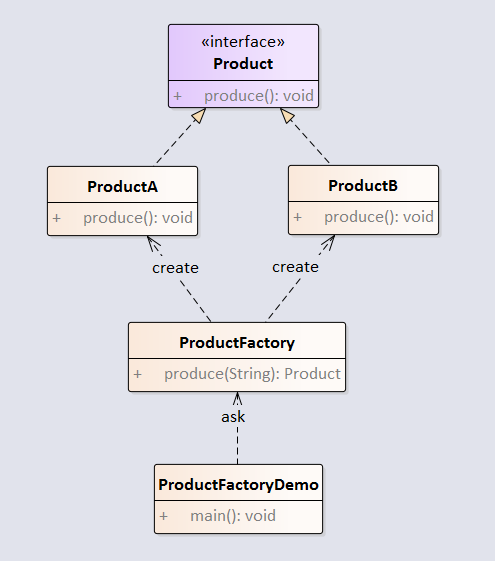 «interface»
Product
+ produce(): void
ProductA
+ produce(): void
ProductB
+ produce(): void
create
create
ProductFactory
+ produce(String): Product
ask
ProductFactoryDemo
+ main(): void